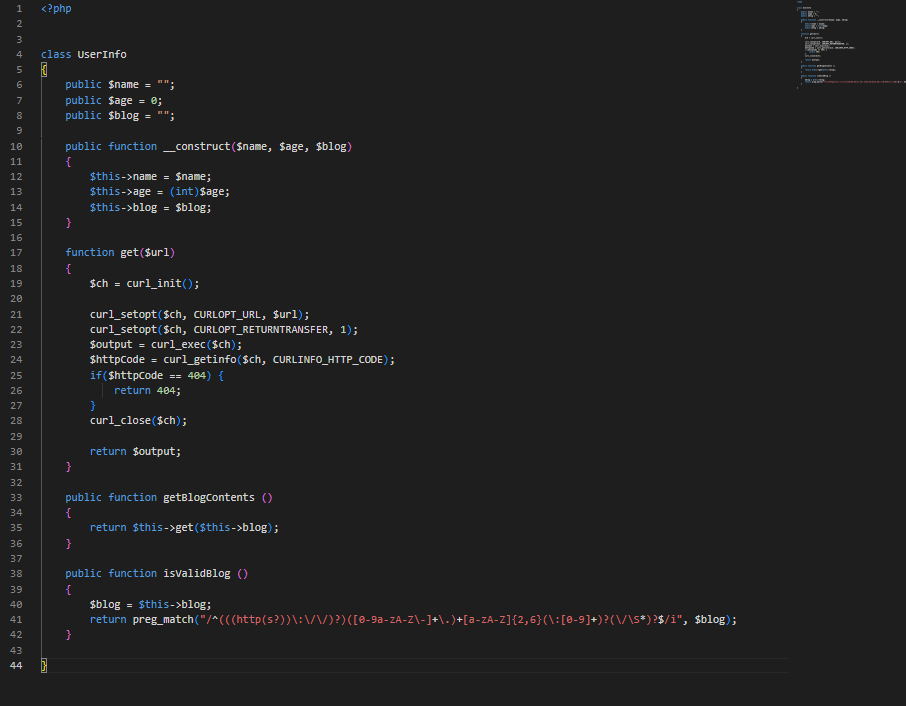 1 <?php
2
3
4 class UserInfo
5 {
6 public $name = "";
7 public $age = 0;
8 public $blog = "";
9
10 public function __construct($name, $age, $blog)
11 {
12 $this->name = $name;
13 $this->age = (int)$age;
14 $this->blog = $blog;
15 }
16
17 function get($url)
18 {
19 $ch = curl_init();
20
21 curl_setopt($ch, CURLOPT_URL, $url);
22 curl_setopt($ch, CURLOPT_RETURNTRANSFER, 1);
23 $output = curl_exec($ch);
24 $httpCode = curl_getinfo($ch, CURLINFO_HTTP_CODE);
25 if($httpCode == 404) {
26 return 404;
27 }
28 curl_close($ch);
29
30 return $output;
31 }
32
33 public function getBlogContents ()
34 {
35 return $this->get($this->blog);
36 }
37
38 public function isValidBlog ()
39 {
40 $blog = $this->blog;
41 return preg_match("/^(((http(s?))\:\/\/)?)([0-9a-zA-Z\-]+\.)+[a-zA-Z]{2,6}(\:[0-9]+)?(\/\S*)?$/i", $blog);
42 }
43
44 }